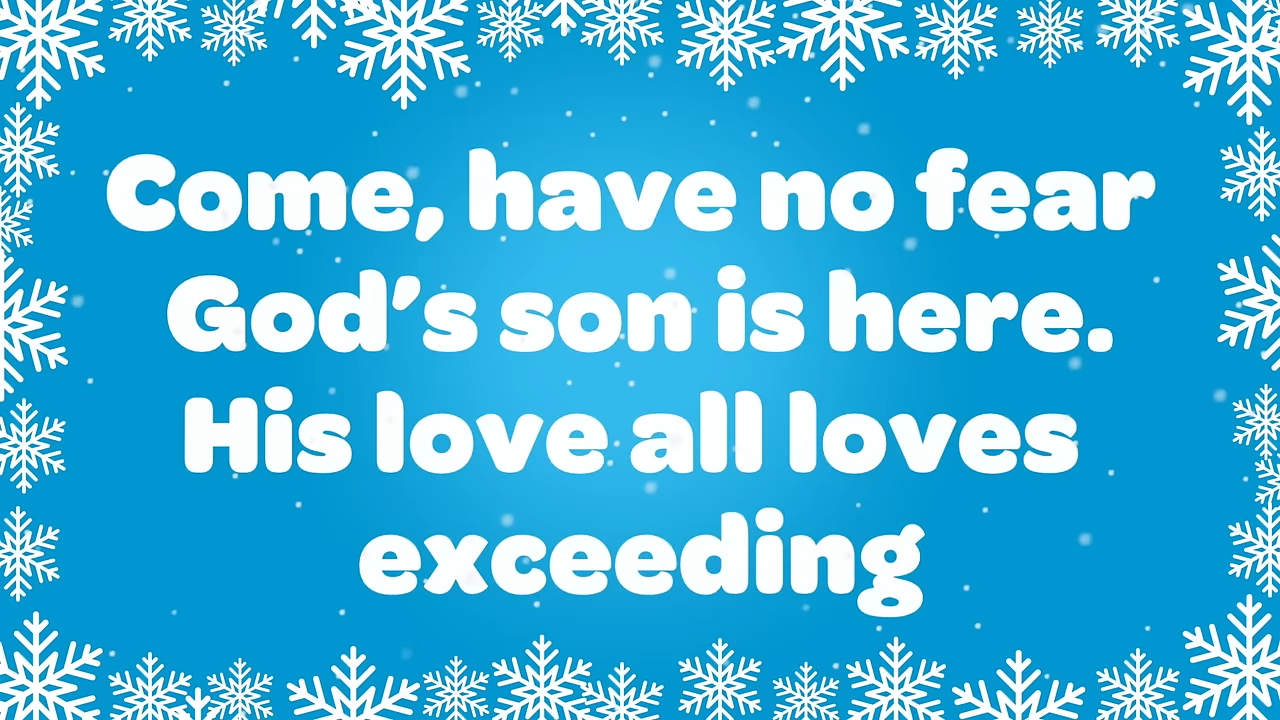 Come, have no fear
God's son is here.
His love all loves
exceeding